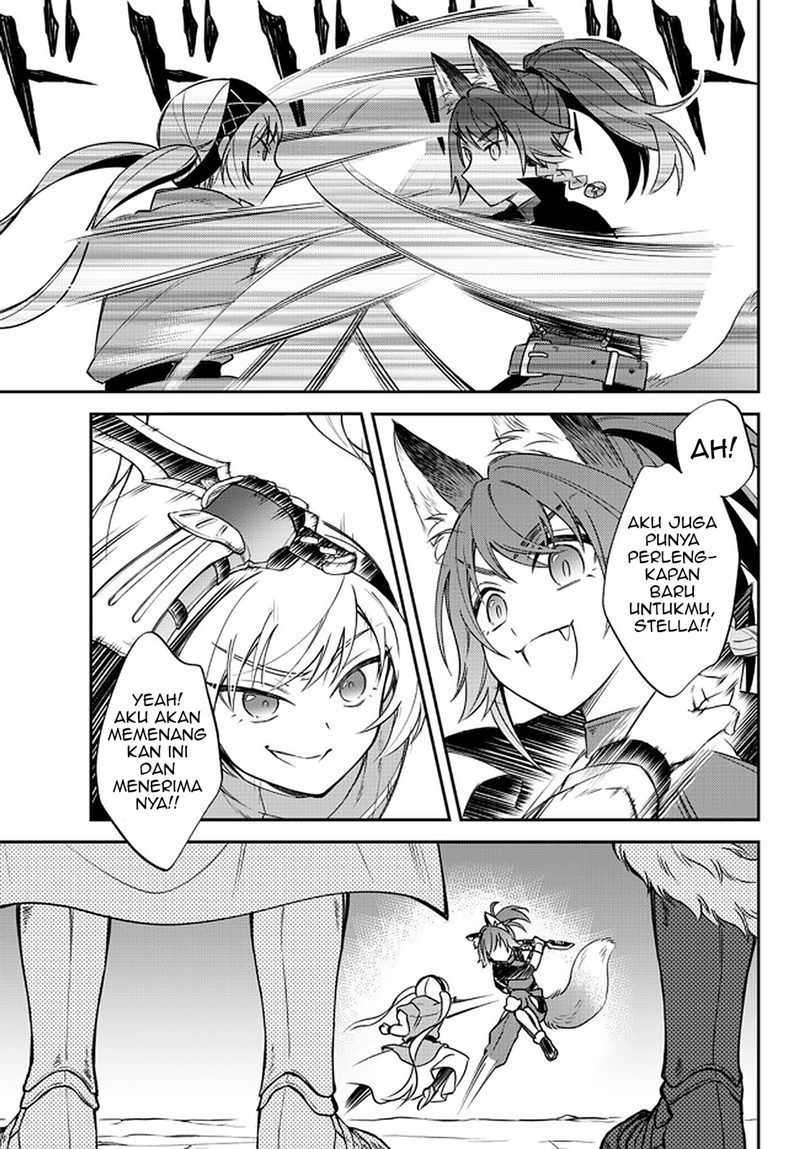 AH!
AKU JUGA
PUNYA
PERLENG-
KAPAN
BARU
UNTUKMU,
STELLA!!
YEAH!
AKU AKAN
MEMENANG
KAN INI
DAN
MENERIMA
NYA!!